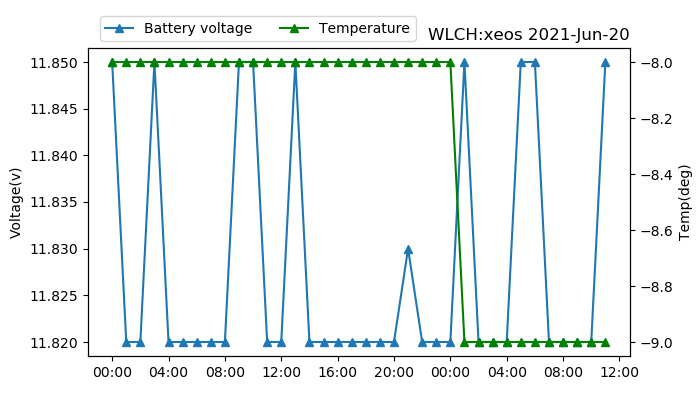 Battery voltage Temperature
WLCH:xeos 2021-Jun-20
11.850
11.845
11.840
11.835
11.830
11.825
11.820
Voltage(v)
−8.0
−8.2
−8.4
−8.6
−8.8
−9.0
Temp(deg)
00:00 04:00 08:00 12:00 16:00 20:00 00:00 04:00 08:00 12:00